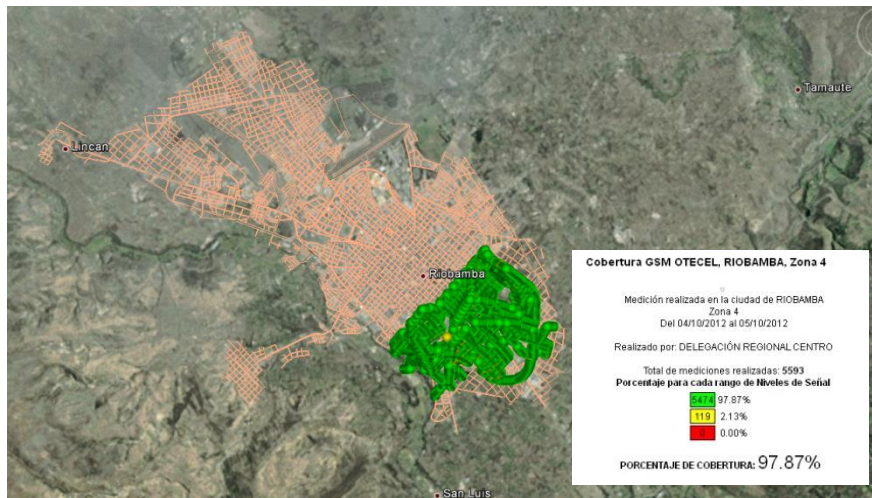 Tamaute
Lincan
Riobamba
San Luis
Cobertura GSM OTECEL, RIOBAMBA, Zona 4
Medición realizada en la ciudad de RIOBAMBA
Zona 4
Del 04/10/2012 al 05/10/2012
Realizado por: DELEGACIÓN REGIONAL CENTRO
Total de mediciones realizadas: 5593
Porcentaje para cada rango de Niveles de Señal
5474 97.87%
119 2.13%
0 0.00%
PORCENTAJE DE COBERTURA: 97.87%